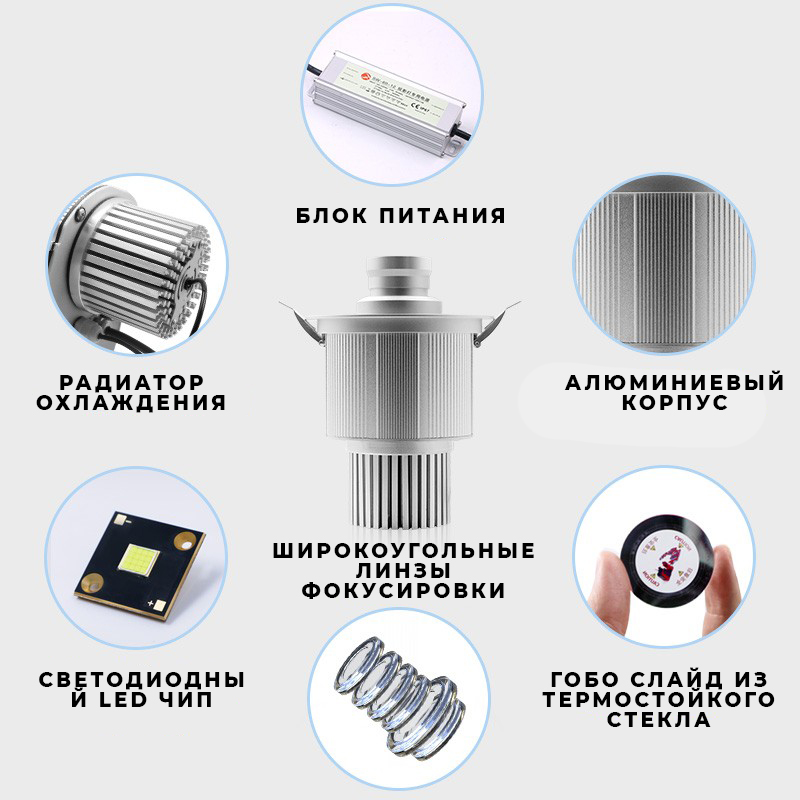 БЛОК ПИТАНИЯ
РАДИАТОР
ОХЛАЖДЕНИЯ
АЛЮМИНИЕВЫЙ
КОРПУС
ШИРОКОУГОЛЬНЫЕ
ЛИНЗЫ
ФОКУСИРОВКИ
СВЕТОДИОДНЫ
Й LED ЧИП
ГОБО СЛАЙД ИЗ
ТЕРМОСТОЙКОГО
СТЕКЛА